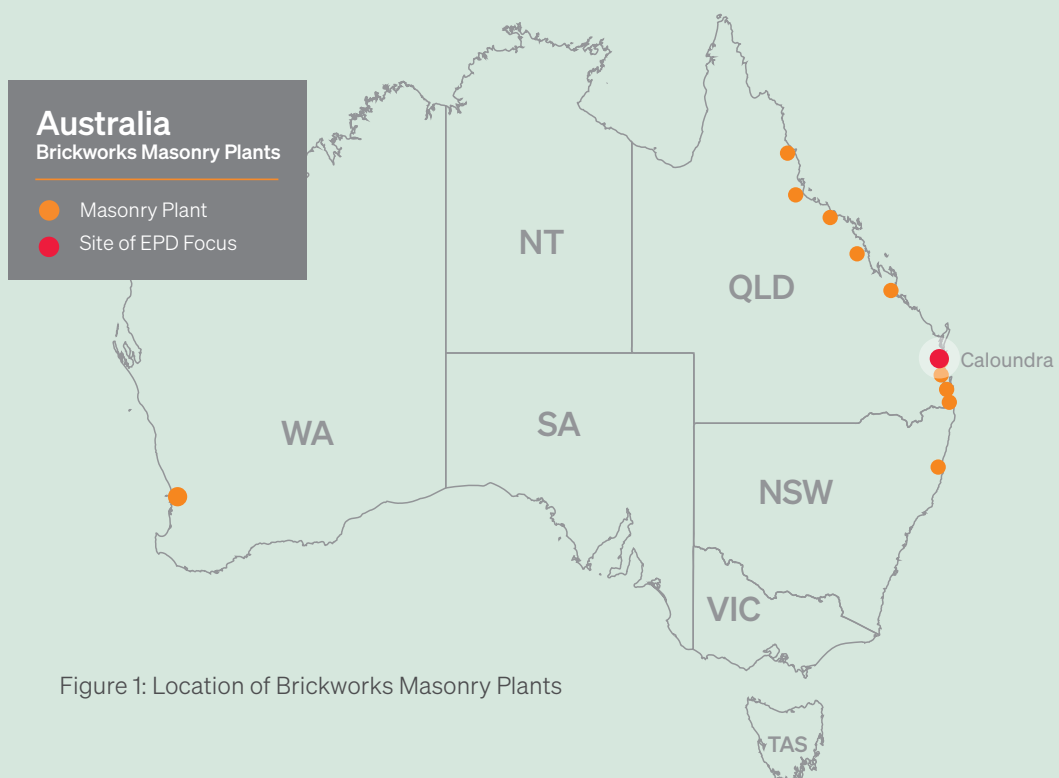 Australia
Brickworks Masonry Plants
Masonry Plant
Site of EPD Focus
NT
QLD
Caloundra
WA
SA
NSW
VIC
Figure 1: Location of Brickworks Masonry Plants
TAS